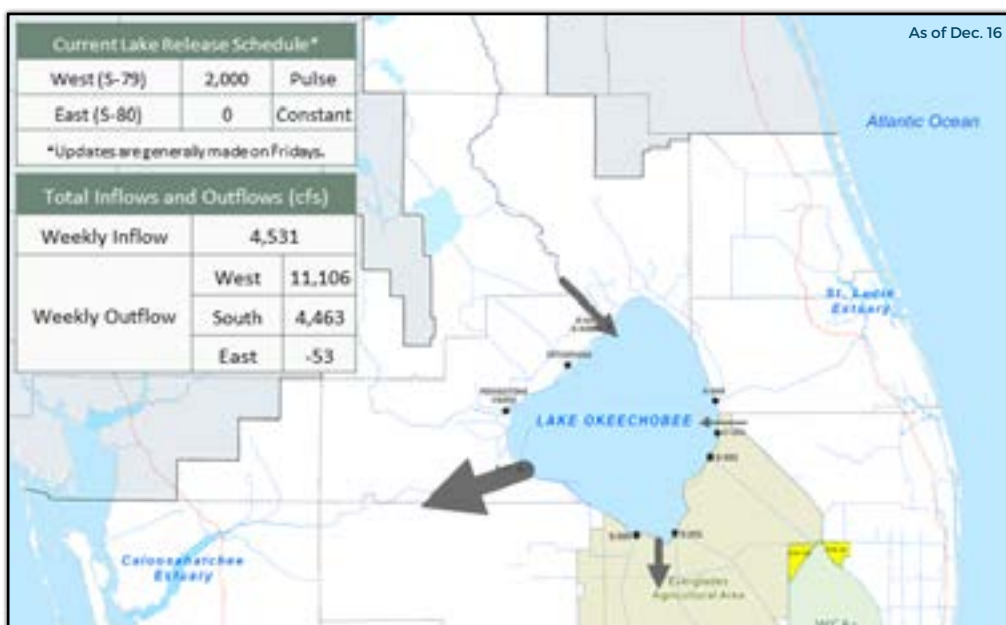 As of Dec. 16
Current Lake Release Schedule*
West (S-79) 2,000 Pulse
East (S-80) 0 Constant
*Updates are generally made on Fridays.
Total Inflows and Outflows (cfs)
Weekly Inflow 4,531
Weekly Outflow
West 11,106
South 4,463
East -53
Atlantic Ocean
St. Lucie
Estuary
LAKE OKEECHOBEE
Caloosahatchee
Estuary
Everglades
Agricultural Area
WCAs